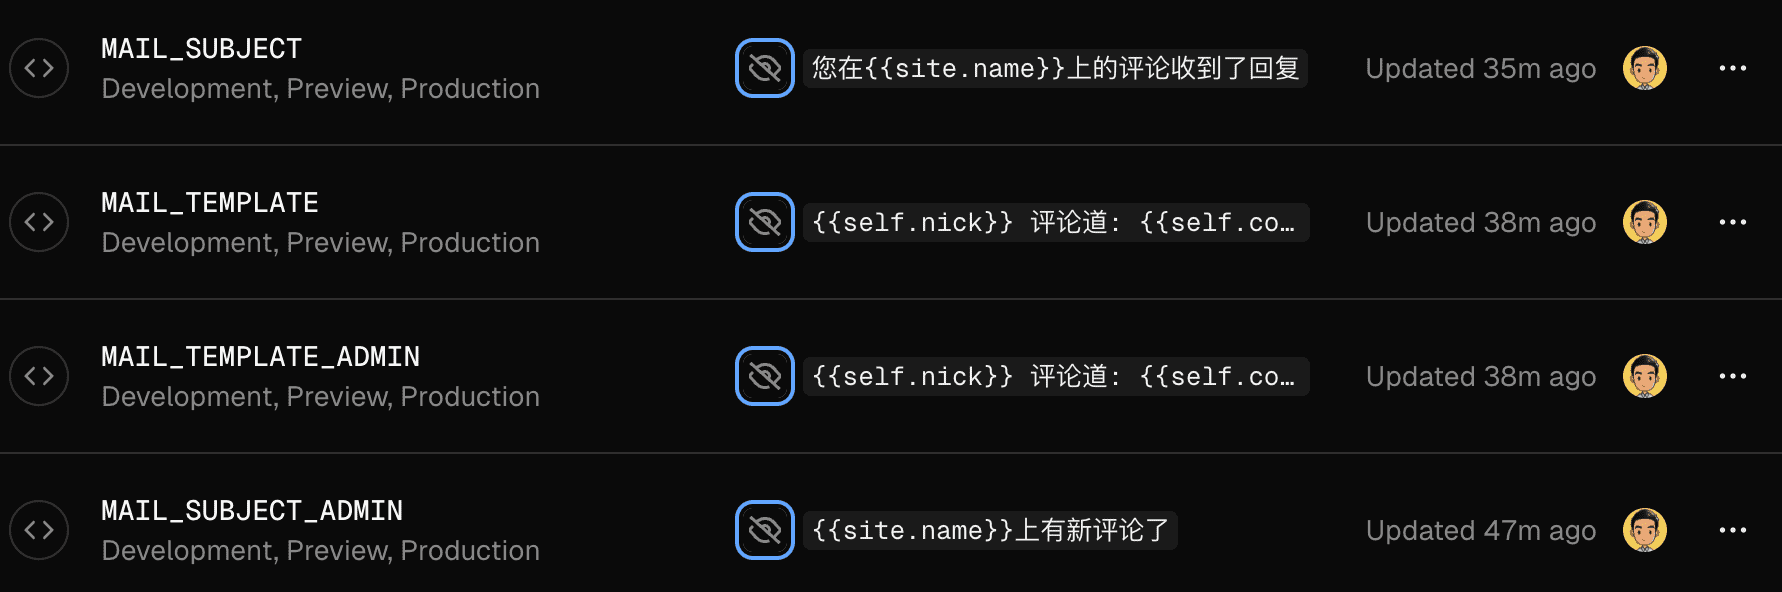 MAIL_SUBJECT
Development, Preview, Production
您在{{site.name}}上的评论收到了回复
Updated 35m ago
MAIL_TEMPLATE
Development, Preview, Production
{{self.nick}} 评论道: {{self.co…
Updated 38m ago
MAIL_TEMPLATE_ADMIN
Development, Preview, Production
{{self.nick}} 评论道: {{self.co…
Updated 38m ago
MAIL_SUBJECT_ADMIN
Development, Preview, Production
{{site.name}}上有新评论了
Updated 47m ago